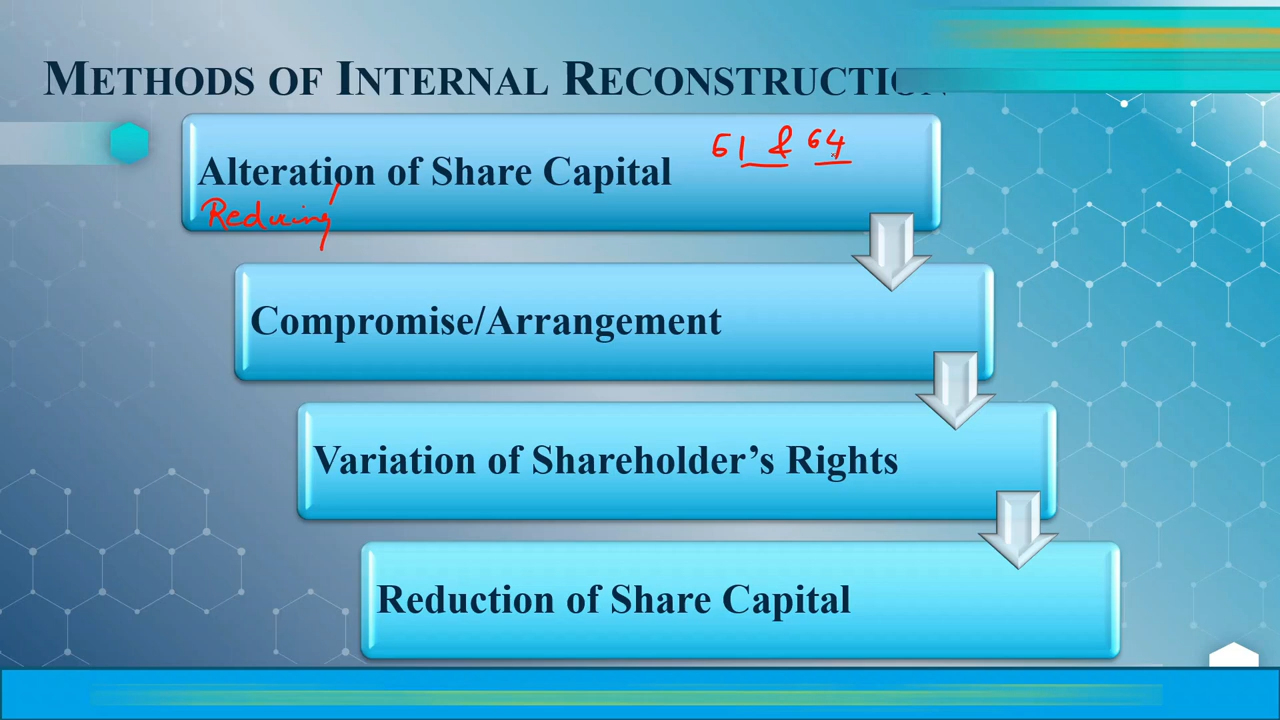 METHODS OF INTERNAL RECONSTRUCTION
Alteration of Share Capital 61 & 64
Reducing
Compromise/Arrangement
Variation of Shareholder’s Rights
Reduction of Share Capital